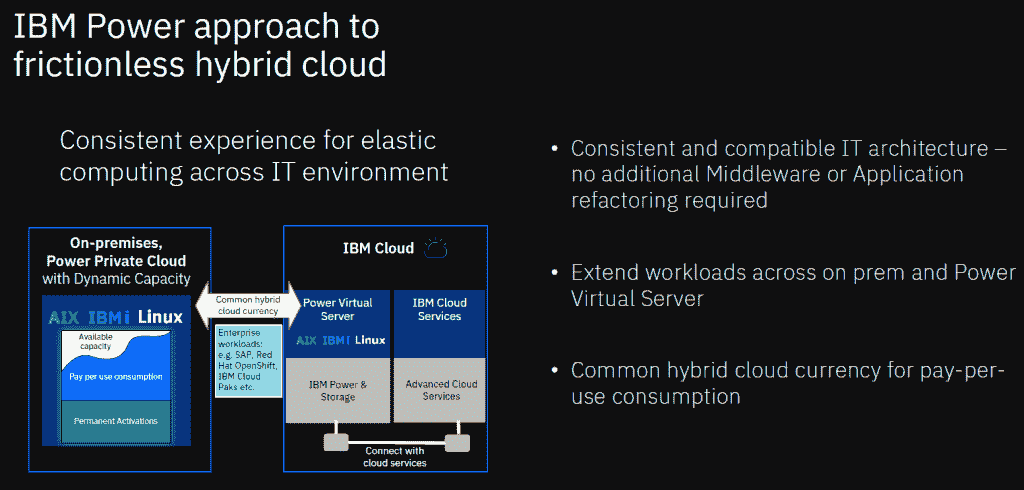 IBM Power approach to
frictionless hybrid cloud
Consistent experience for elastic
computing across IT environment
On-premises,
Power Private Cloud
with Dynamic Capacity
AIX IBM i Linux
Available
capacity
Pay per use consumption
Permanent Activations
Common hybrid
cloud currency
Enterprise
workloads:
e.g. SAP, Red
Hat OpenShift,
IBM Cloud
Paks etc.
IBM Cloud
Power Virtual
Server
AIX IBM i Linux
IBM Power &
Storage
IBM Cloud
Services
Advanced Cloud
Services
Connect with
cloud services
• Consistent and compatible IT architecture –
no additional Middleware or Application
refactoring required
• Extend workloads across on prem and Power
Virtual Server
• Common hybrid cloud currency for pay-per-
use consumption